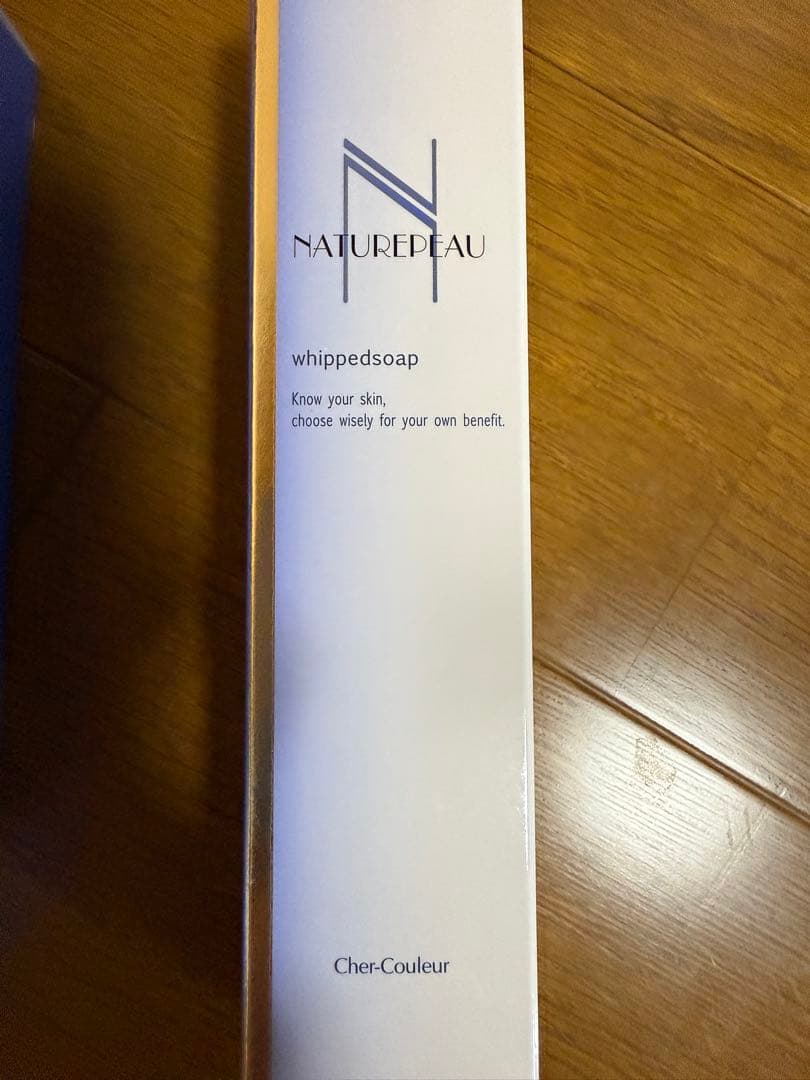 N
NATUREPEAU
whippedsoap
Know your skin,
choose wisely for your own benefit.
Cher-Couleur